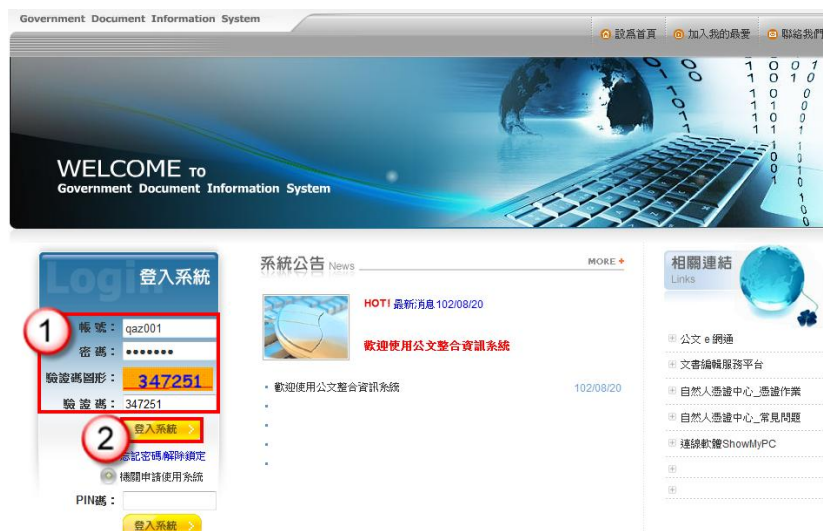 Government Document Information System
設為首頁 加入我的最愛 聯絡我們
WELCOME TO
Government Document Information System
Login
登入系統
1
帳號： qaz001
密碼： •••••••
驗證碼圖形： 347251
驗證碼： 347251
2
登入系統
忘記密碼/解除鎖定
機關申請使用系統
PIN碼：
登入系統
系統公告 News
MORE +
HOT! 最新消息 102/08/20
歡迎使用公文整合資訊系統
歡迎使用公文整合資訊系統 102/08/20
相關連結
Links
公文 e 網通
文書編輯服務平台
自然人憑證中心_憑證作業
自然人憑證中心_常見問題
連線軟體ShowMyPC